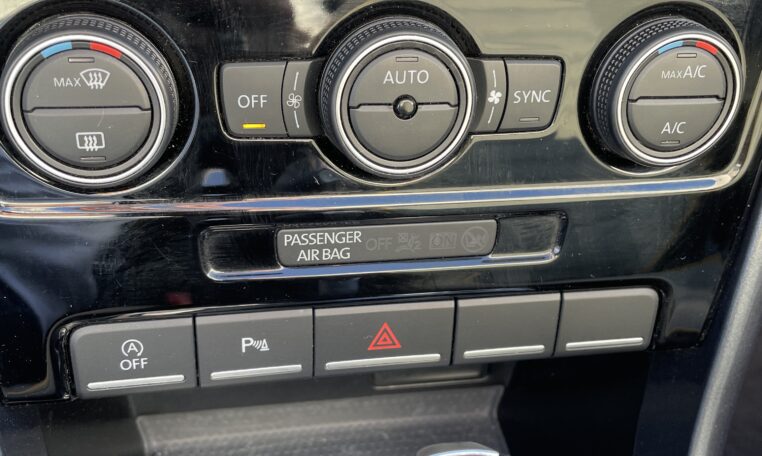 MAX
OFF
AUTO
SYNC
MAX A/C
A/C
PASSENGER
AIR BAG
OFF
ON
A
OFF
P